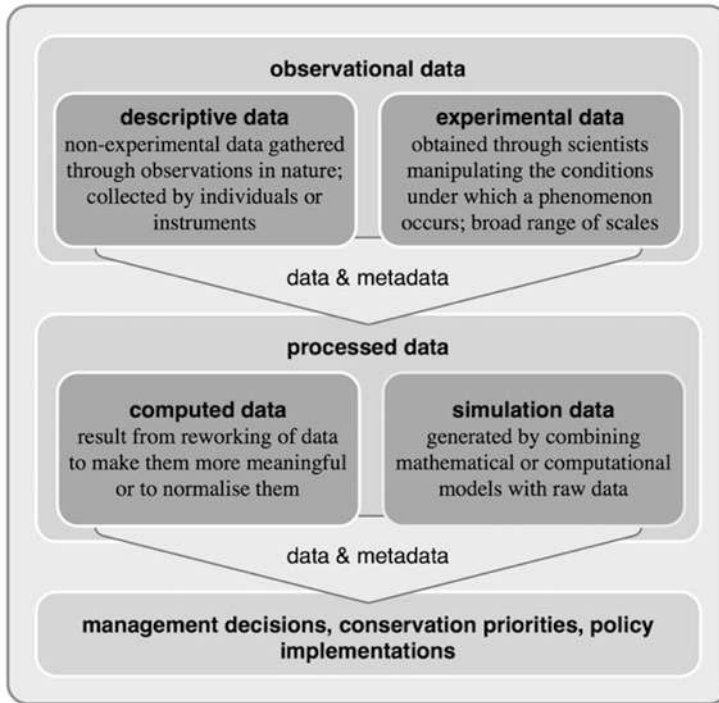 observational data
descriptive data
non-experimental data gathered
through observations in nature;
collected by individuals or
instruments
experimental data
obtained through scientists
manipulating the conditions
under which a phenomenon
occurs; broad range of scales
data & metadata
processed data
computed data
result from reworking of data
to make them more meaningful
or to normalise them
simulation data
generated by combining
mathematical or computational
models with raw data
data & metadata
management decisions, conservation priorities, policy
implementations